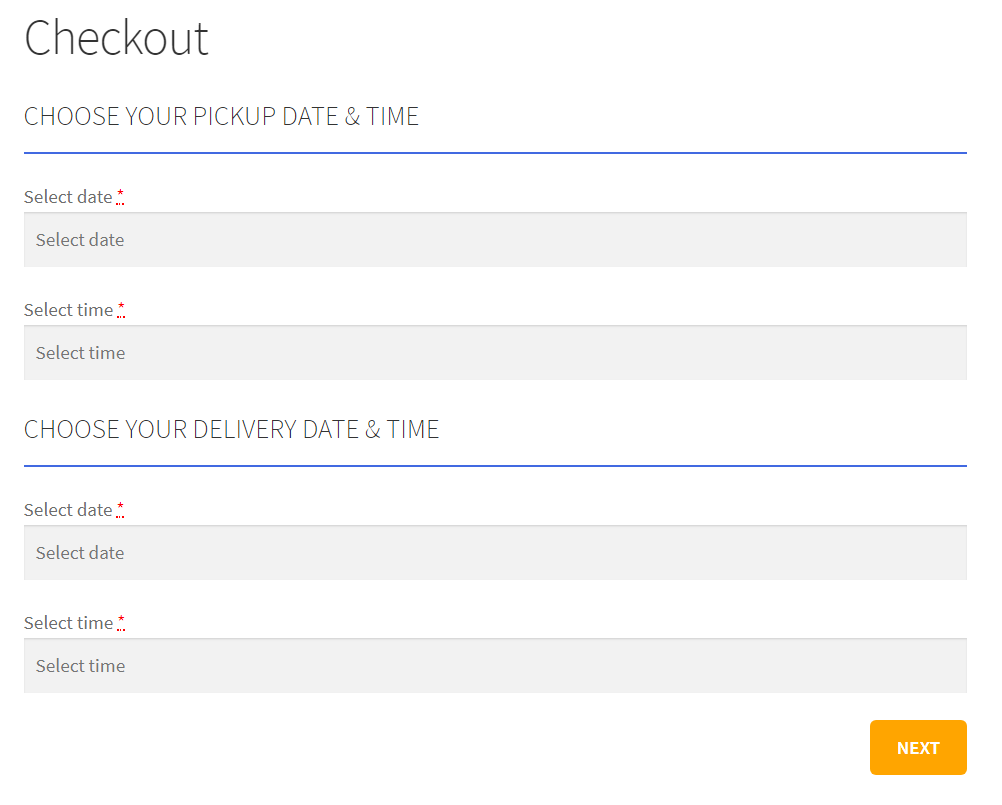 Checkout
CHOOSE YOUR PICKUP DATE & TIME
Select date *
Select date
Select time *
Select time
CHOOSE YOUR DELIVERY DATE & TIME
Select date *
Select date
Select time *
Select time
NEXT